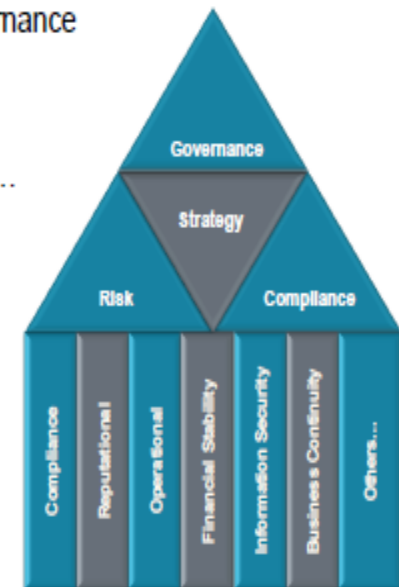 mance
..
Governance
Strategy
Risk
Compliance
Compliance
Reputational
Operational
Financial Stability
Information Security
Business Continuity
Others...